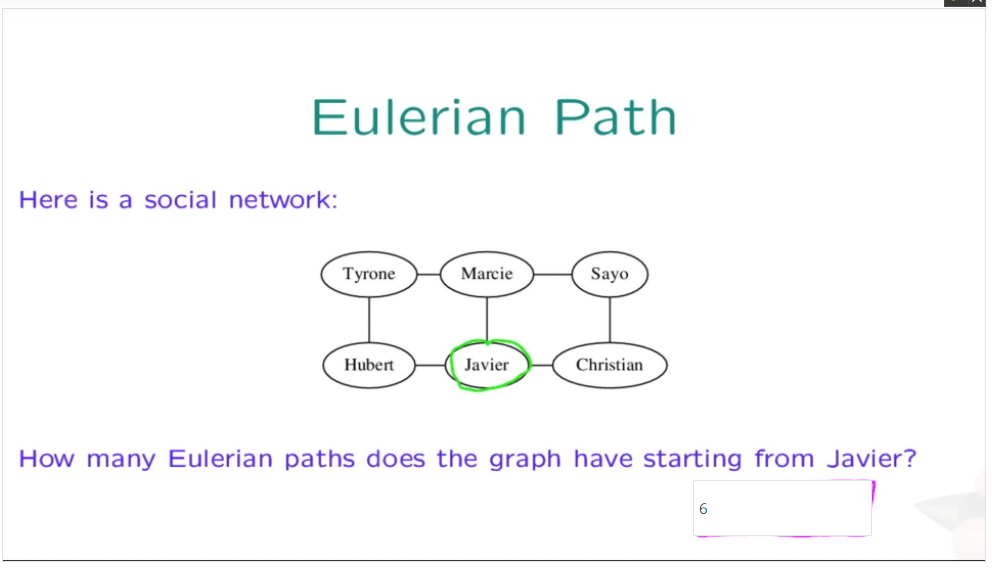 Eulerian Path
Here is a social network:
Tyrone Marcie Sayo
Hubert Javier Christian
How many Eulerian paths does the graph have starting from Javier?
6